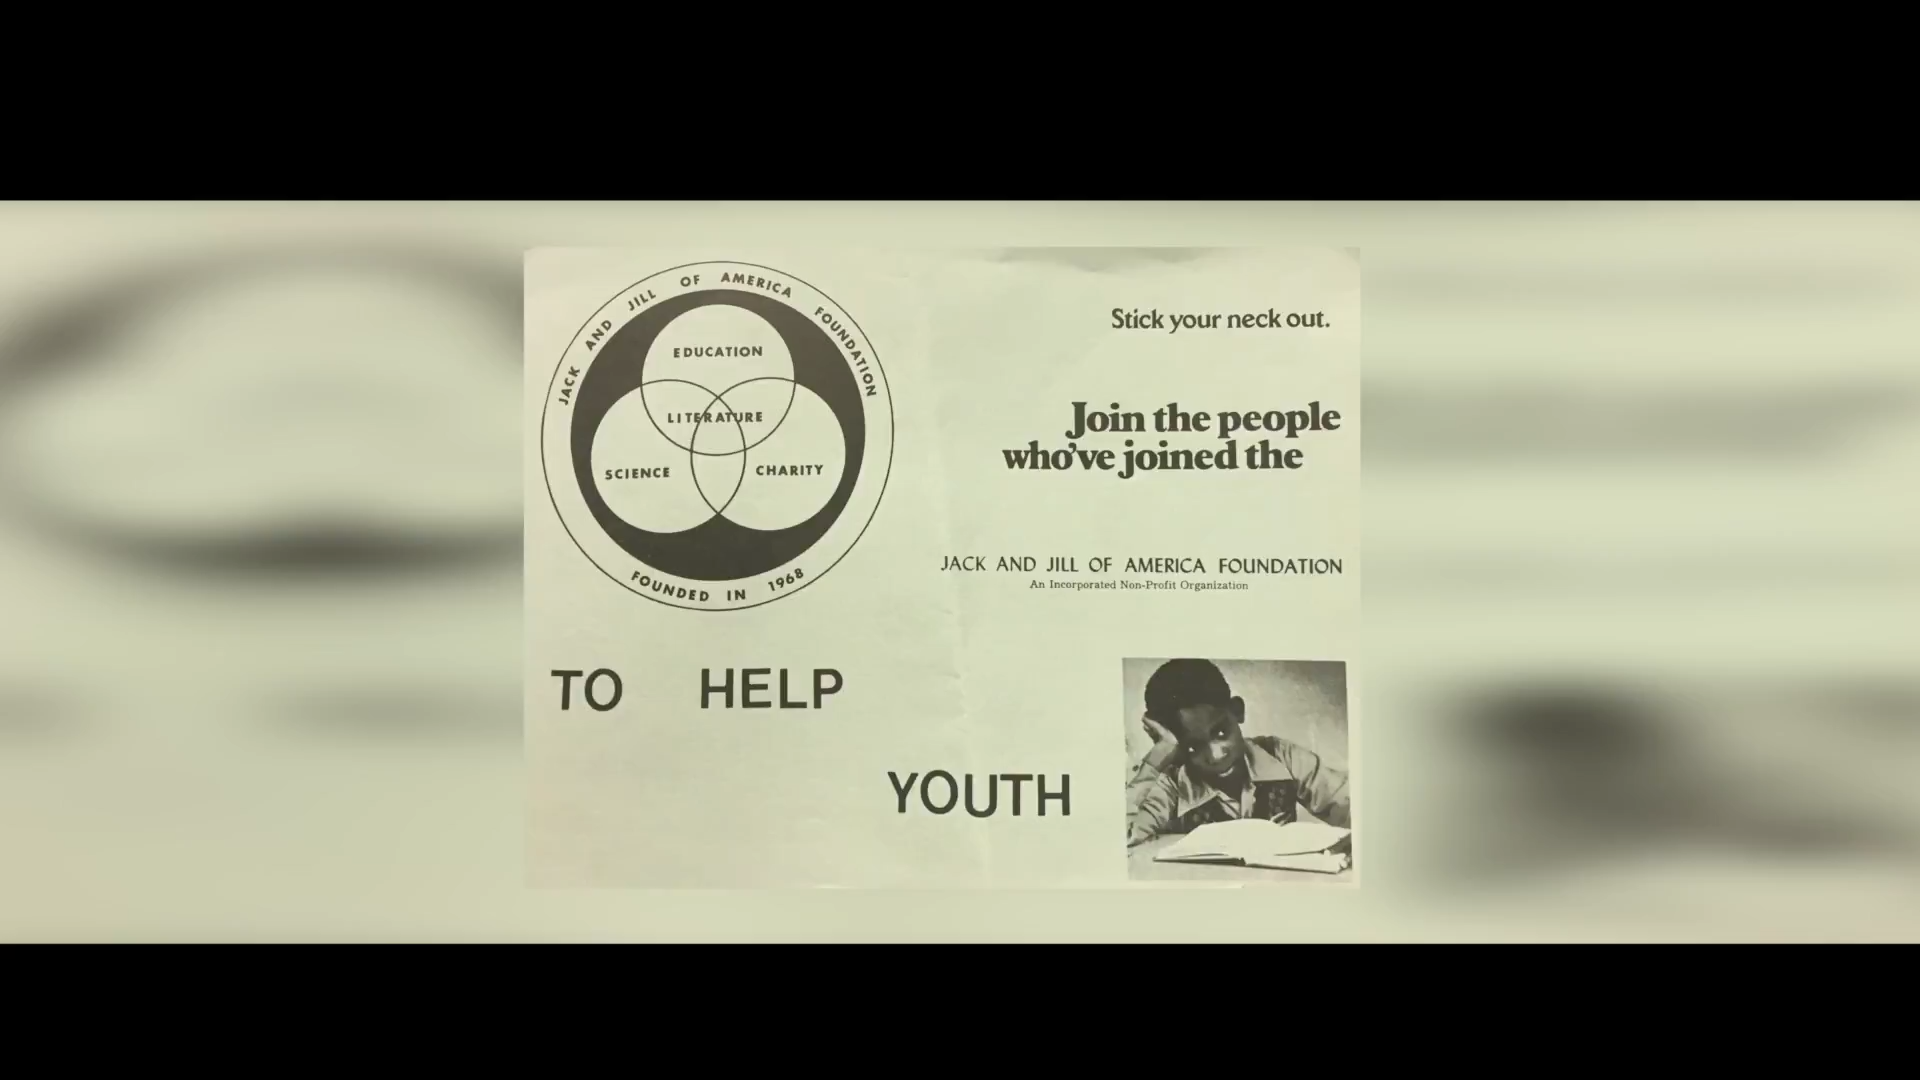 JACK AND JILL OF AMERICA FOUNDATION
EDUCATION
LITERATURE
SCIENCE
CHARITY
FOUNDED IN 1968
Stick your neck out.
Join the people
who've joined the
JACK AND JILL OF AMERICA FOUNDATION
An Incorporated Non-Profit Organization
TO HELP
YOUTH